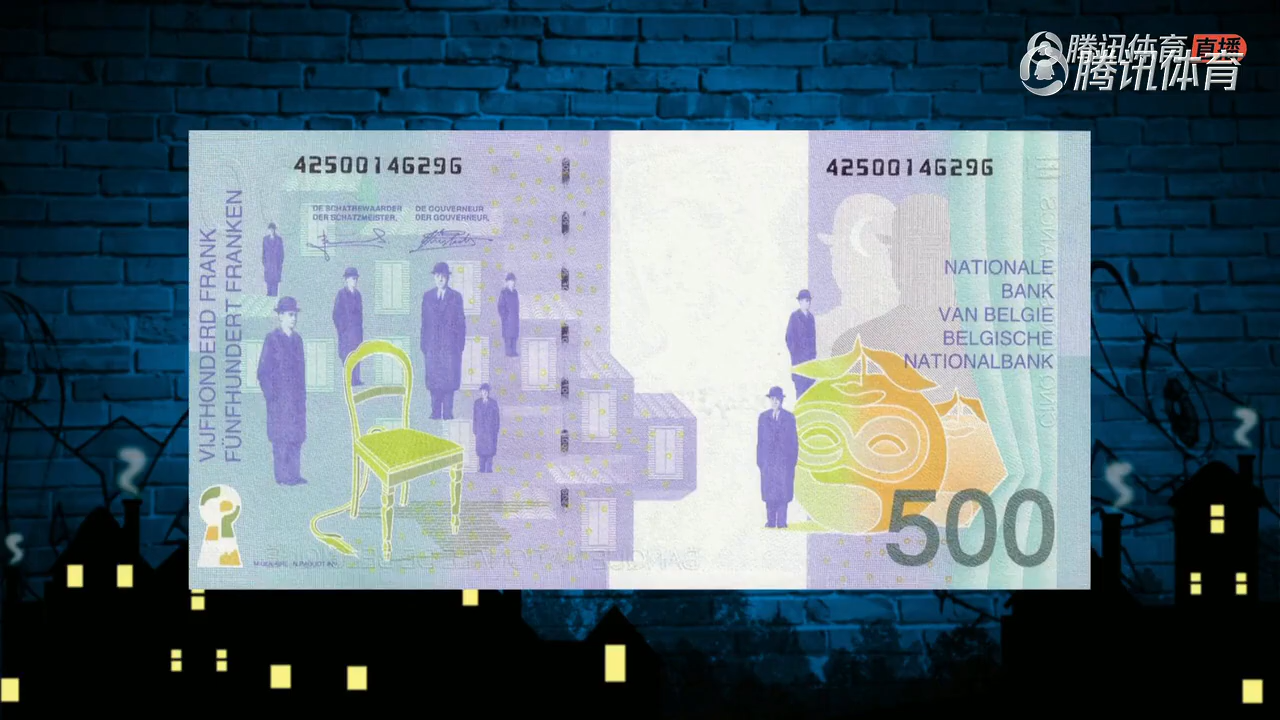 腾讯体育 直播
腾讯体育
42500146296
42500146296
DE SCHATBEWAARDER
DER SCHATZMEISTER,
DE GOUVERNEUR
DER GOUVERNEUR,
VIJFHONDERD FRANK
FÜNFHUNDERT FRANKEN
NATIONALE
BANK
VAN BELGIE
BELGISCHE
NATIONALBANK
500